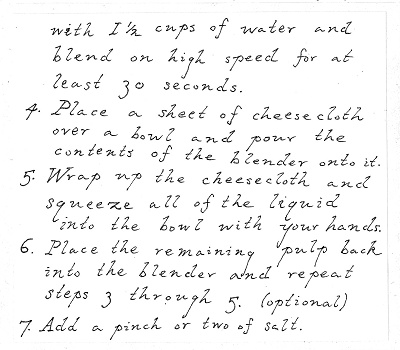 with 1½ cups of water and
blend on high speed for at
least 30 seconds.
4. Place a sheet of cheesecloth
over a bowl and pour the
contents of the blender onto it.
5. Wrap up the cheesecloth and
squeeze all of the liquid
into the bowl with your hands.
6. Place the remaining pulp back
into the blender and repeat
steps 3 through 5. (optional)
7. Add a pinch or two of salt.